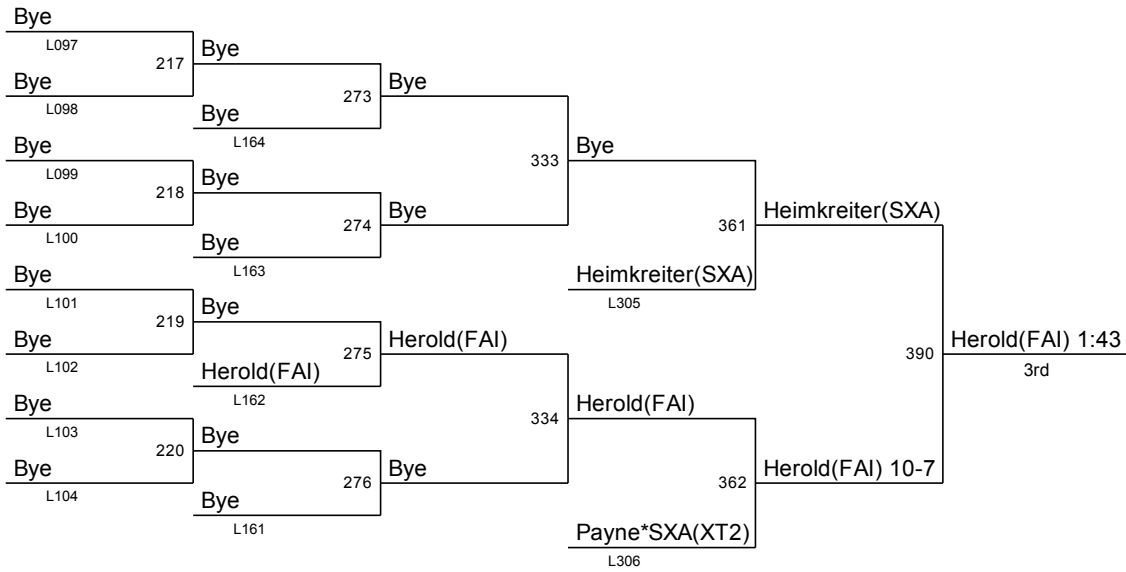 Bye
L097
217
Bye
Bye
L098
273
Bye
Bye
L164
Bye
L099
333
Bye
218
Bye
Bye
L100
274
Bye
361
Heimkreiter(SXA)
Bye
L163
Bye
L101
Heimkreiter(SXA)
L305
219
Bye
Bye
L102
275
Herold(FAI)
390
Herold(FAI) 1:43
3rd
Herold(FAI)
L162
Bye
L103
334
Herold(FAI)
220
Bye
Bye
L104
276
Bye
362
Herold(FAI) 10-7
Bye
L161
Payne*SXA(XT2)
L306